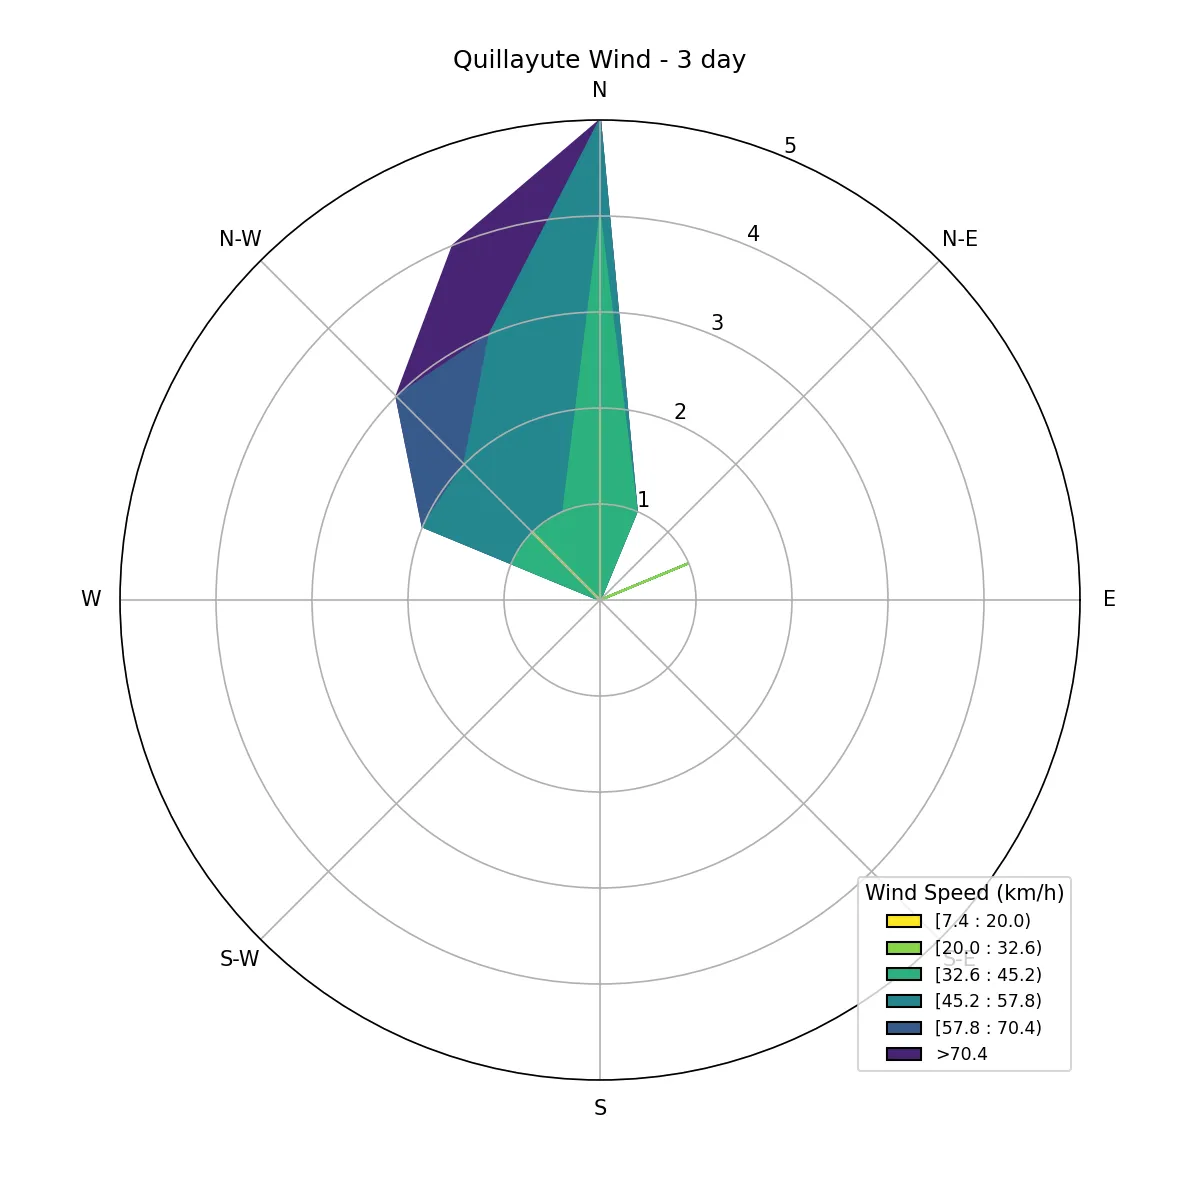 Quillayute Wind - 3 day
N
5
N-W
N-E
4
3
2
1
W
E
S-W
S-E
S
Wind Speed (km/h)
[7.4 : 20.0)
[20.0 : 32.6)
[32.6 : 45.2)
[45.2 : 57.8)
[57.8 : 70.4)
>70.4